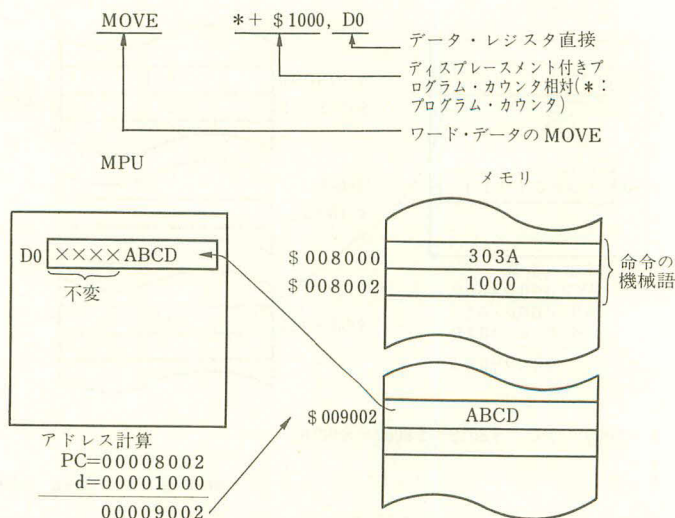 MOVE ＊+ $1000, D0
データ・レジスタ直接
ディスプレースメント付きプ
ログラム・カウンタ相対(＊:
プログラム・カウンタ)
ワード・データの MOVE
MPU
メモリ
D0 ××××ABCD
不変
$008000 303A
$008002 1000
命令の
機械語
$009002 ABCD
アドレス計算
PC=00008002
d=00001000
00009002